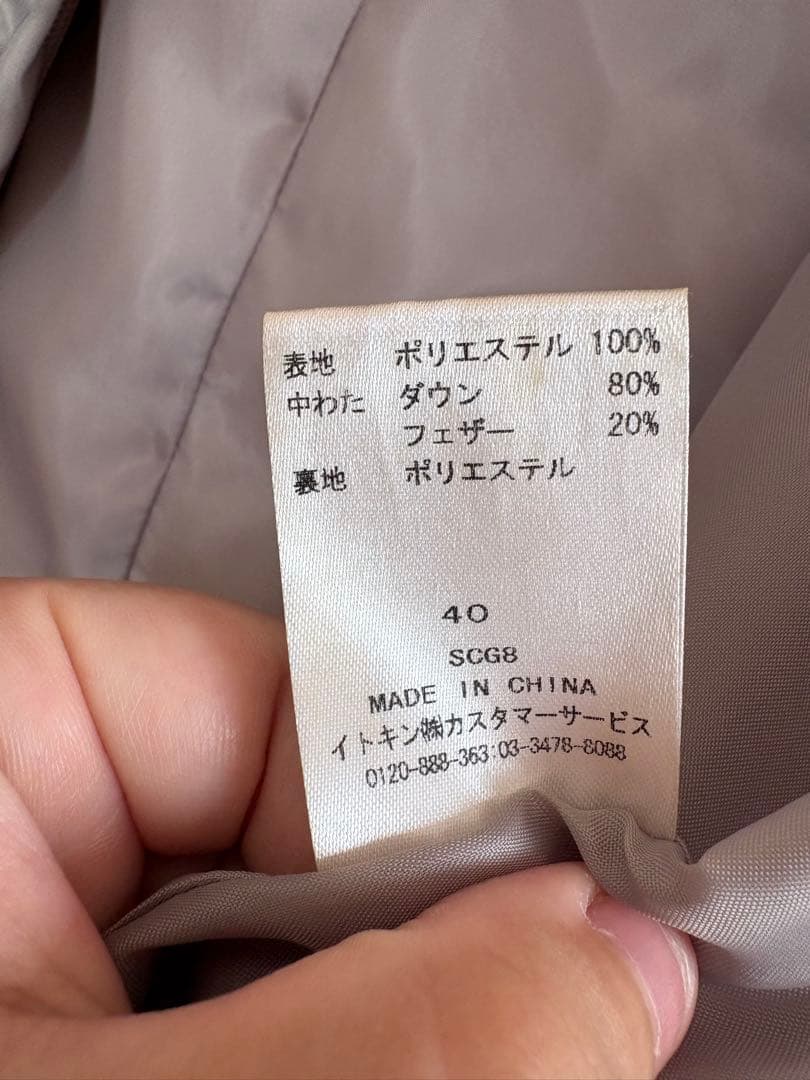 表地 ポリエステル 100%
中わた ダウン 80%
フェザー 20%
裏地 ポリエステル
40
SCG8
MADE IN CHINA
イトキン㈱カスタマーサービス
0120-888-363:03-3478-8088